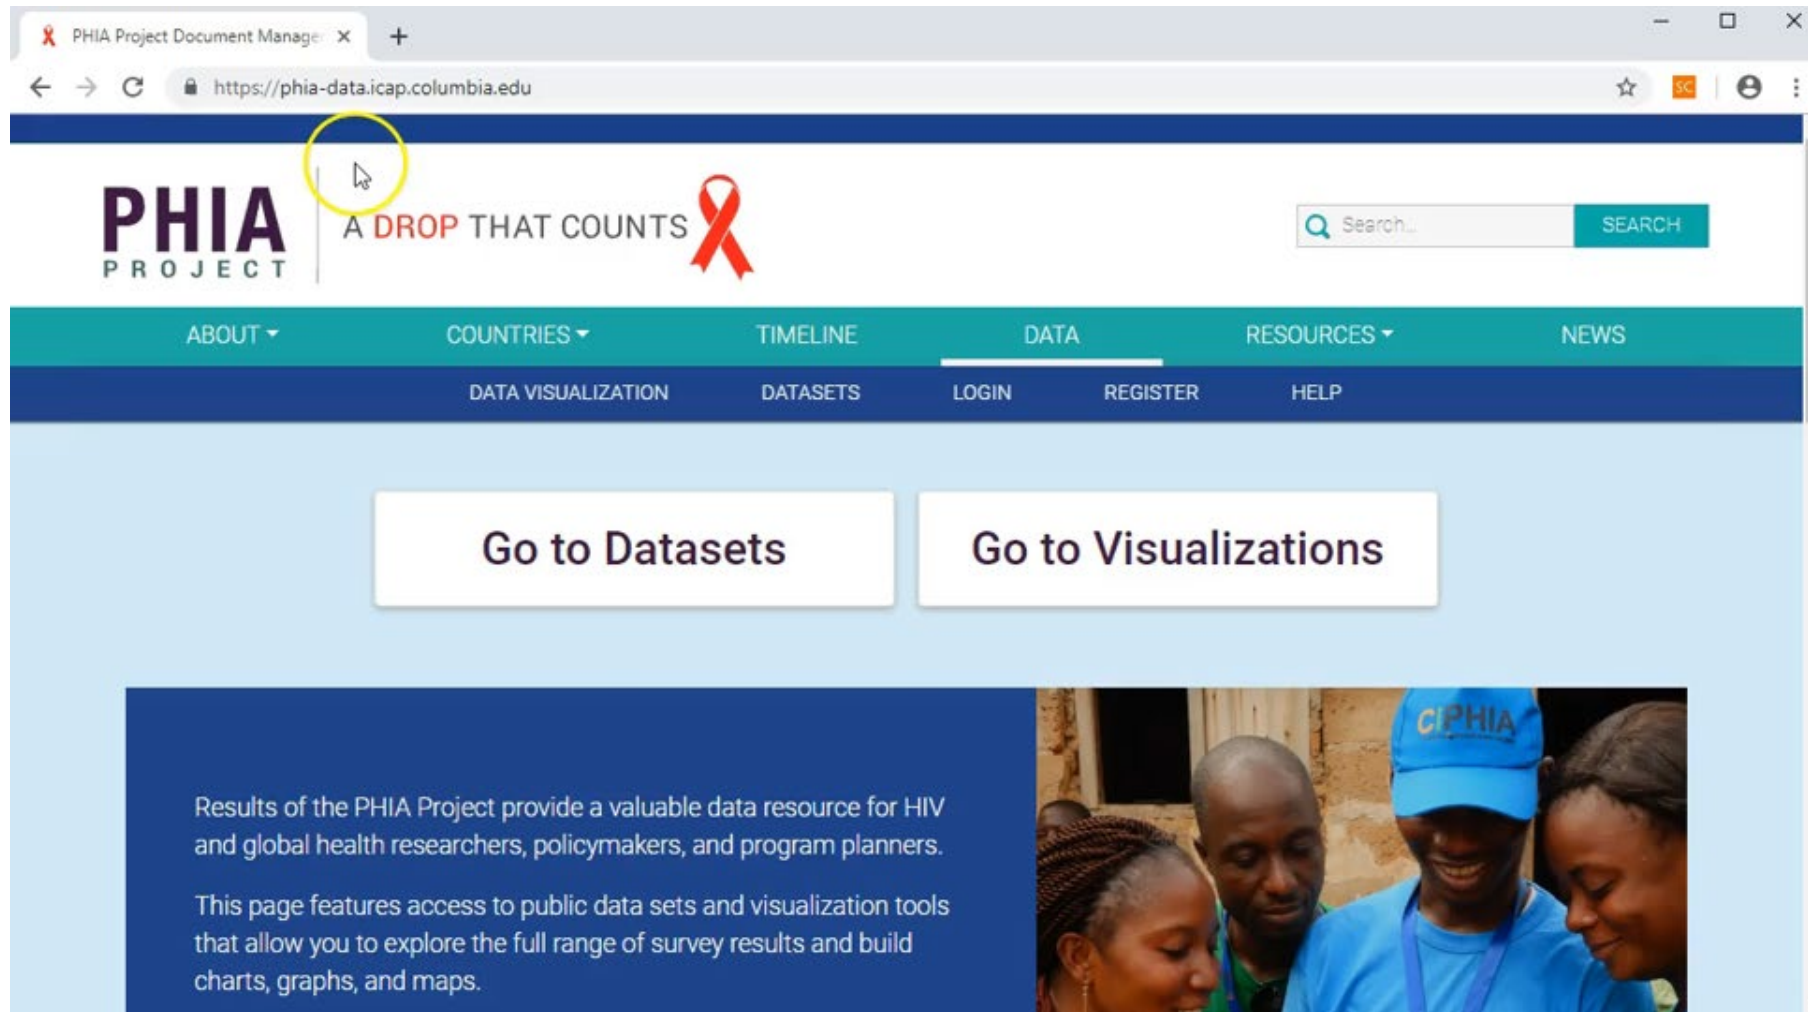 PHIA Project Document Manage
https://phia-data.icap.columbia.edu
SC
PHIA
PROJECT
A DROP THAT COUNTS
Search...
SEARCH
ABOUT
COUNTRIES
TIMELINE
DATA
RESOURCES
NEWS
DATA VISUALIZATION
DATASETS
LOGIN
REGISTER
HELP
Go to Datasets
Go to Visualizations
CIPHIA
Results of the PHIA Project provide a valuable data resource for HIV
and global health researchers, policymakers, and program planners.
This page features access to public data sets and visualization tools
that allow you to explore the full range of survey results and build
charts, graphs, and maps.